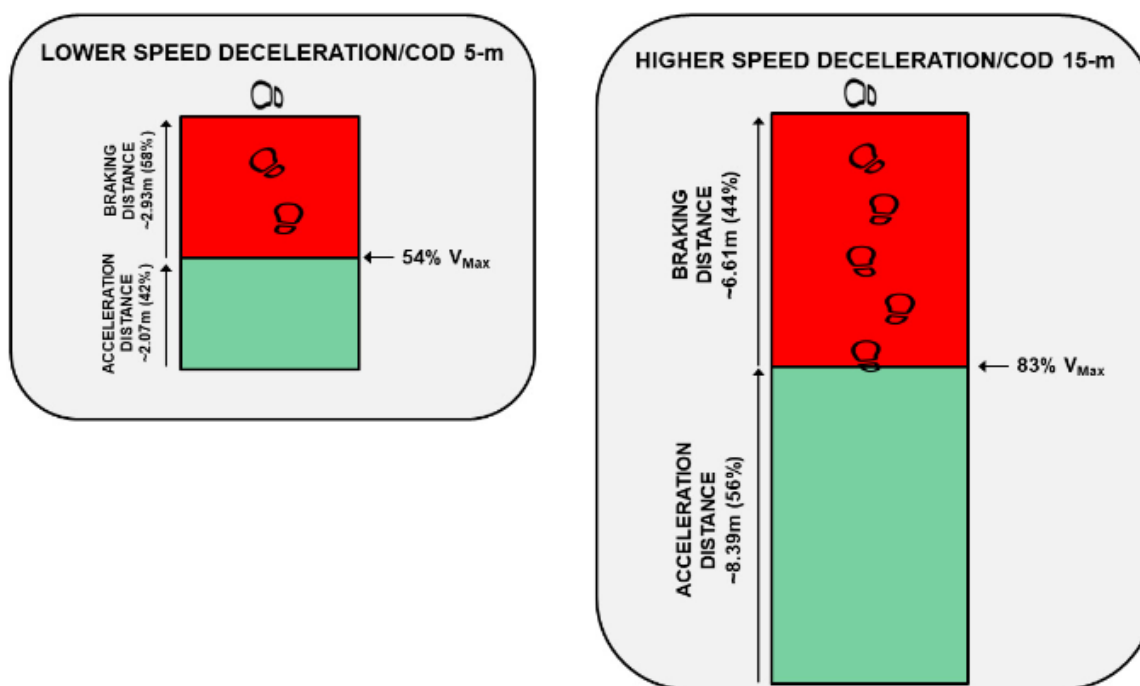 LOWER SPEED DECELERATION/COD 5-m
BRAKING
DISTANCE
~2.93m (58%)
54% VMax
ACCELERATION
DISTANCE
~2.07m (42%)
HIGHER SPEED DECELERATION/COD 15-m
BRAKING
DISTANCE
~6.61m (44%)
83% VMax
ACCELERATION
DISTANCE
~8.39m (56%)